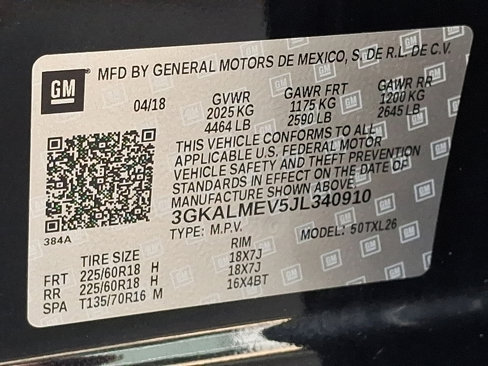 GM MFD BY GENERAL MOTORS DE MEXICO, S. DE R.L. DE C.V.
04/18 GVWR GAWR FRT GAWR RR
2025 KG 1175 KG 1200 KG
4464 LB 2590 LB 2645 LB
THIS VEHICLE CONFORMS TO ALL
APPLICABLE U.S. FEDERAL MOTOR
VEHICLE SAFETY AND THEFT PREVENTION
STANDARDS IN EFFECT ON THE DATE OF
MANUFACTURE SHOWN ABOVE.
3GKALMEV5JL340910
384A
TYPE: M.P.V. MODEL: 50TXL26
TIRE SIZE RIM
FRT 225/60R18 H 18X7J
RR 225/60R18 H 18X7J
SPA T135/70R16 M 16X4BT